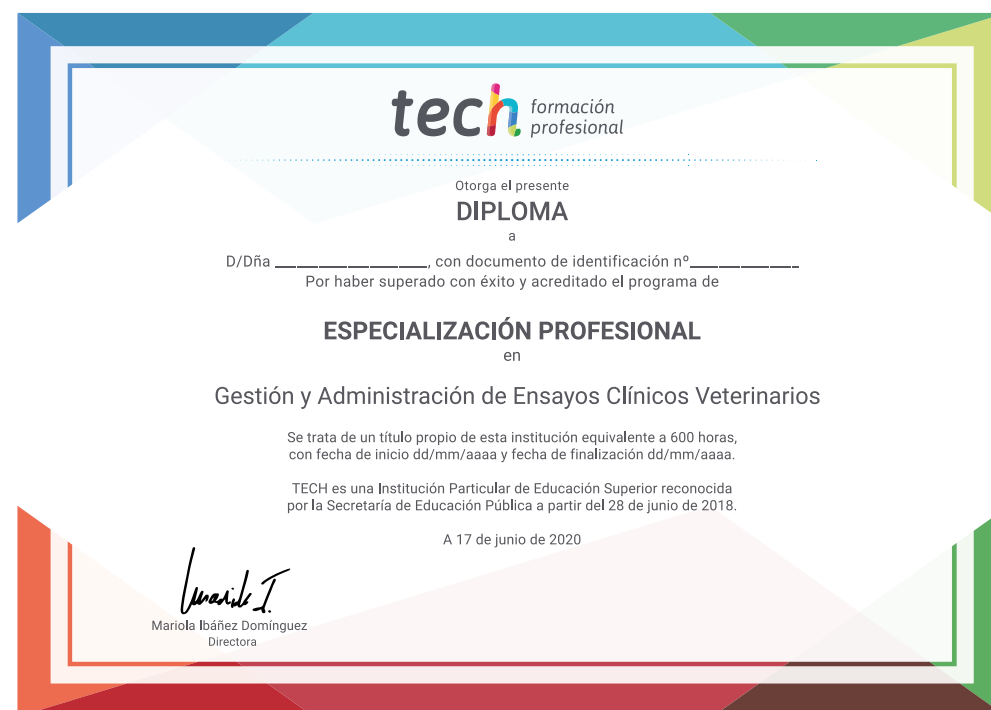 tech formación
profesional
Otorga el presente
DIPLOMA
a
D/Dña ____________________, con documento de identificación nº______________
Por haber superado con éxito y acreditado el programa de
ESPECIALIZACIÓN PROFESIONAL
en
Gestión y Administración de Ensayos Clínicos Veterinarios
Se trata de un título propio de esta institución equivalente a 600 horas,
con fecha de inicio dd/mm/aaaa y fecha de finalización dd/mm/aaaa.
TECH es una Institución Particular de Educación Superior reconocida
por la Secretaría de Educación Pública a partir del 28 de junio de 2018.
A 17 de junio de 2020
Mariola Ibáñez Domínguez
Directora